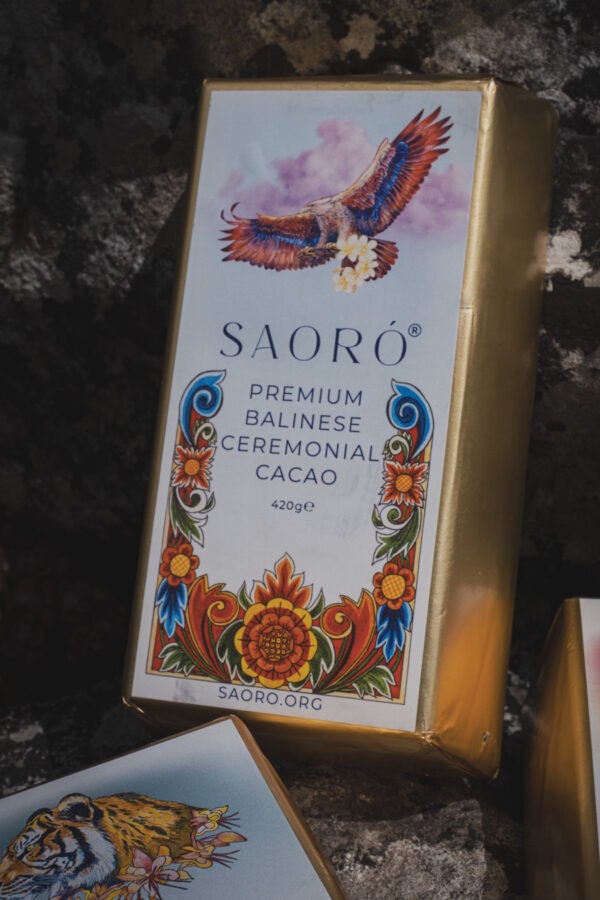 SAORÓ®
PREMIUM
BALINESE
CEREMONIAL
CACAO
420g℮
SAORO.ORG